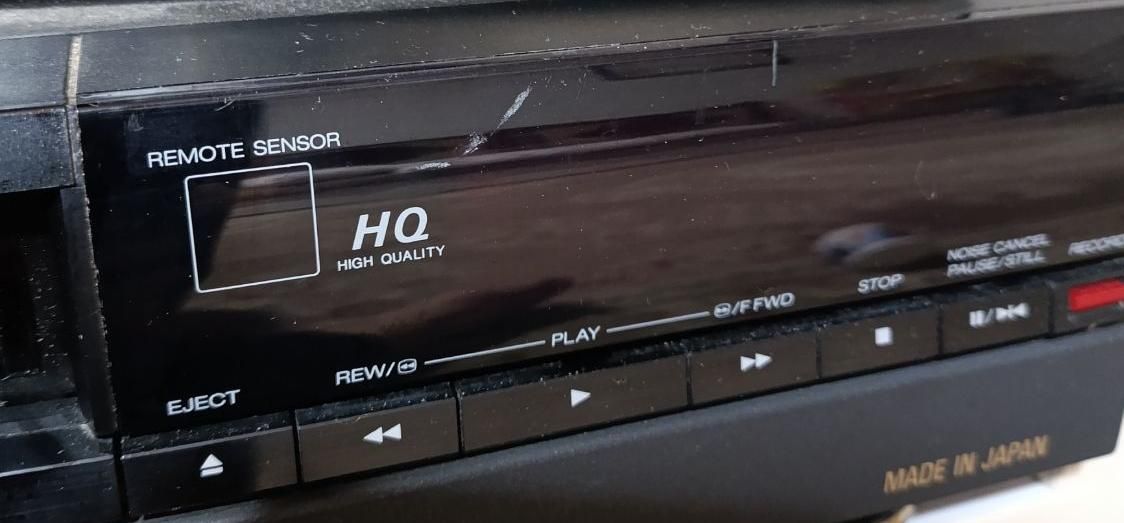 REMOTE SENSOR
HQ
HIGH QUALITY
NOISE CANCEL
PAUSE/STILL
STOP
/F FWD
PLAY
REW/
EJECT
MADE IN JAPAN